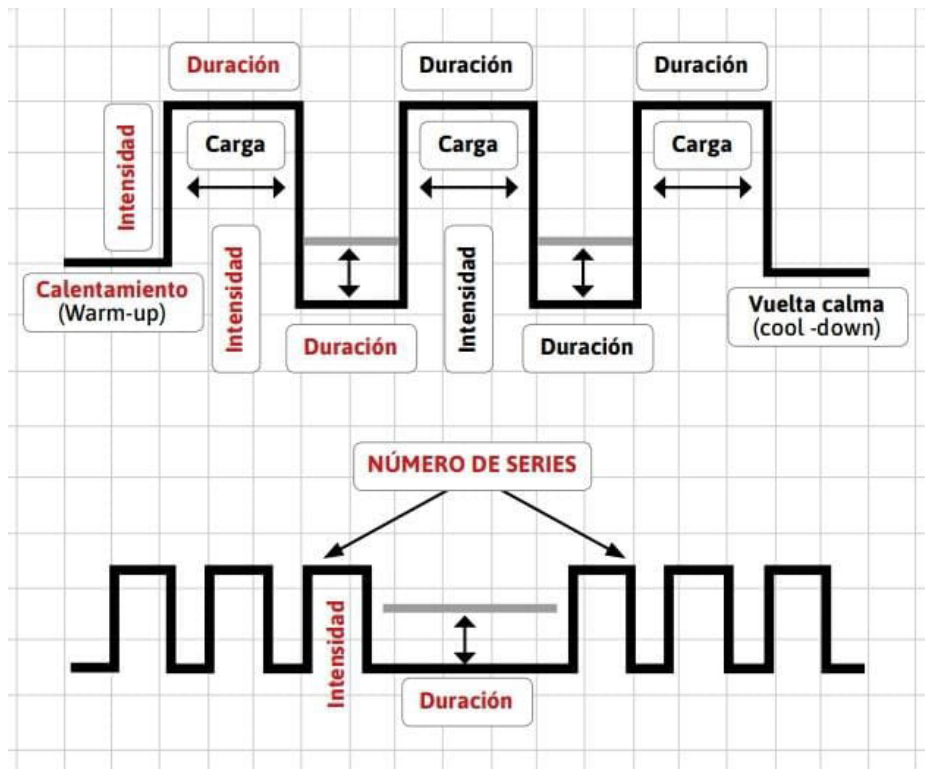 Duración
Duración
Duración
Intensidad
Carga
Carga
Carga
Intensidad
Intensidad
Calentamiento
(Warm-up)
Vuelta calma
(cool -down)
Duración
Duración
NÚMERO DE SERIES
Intensidad
Duración